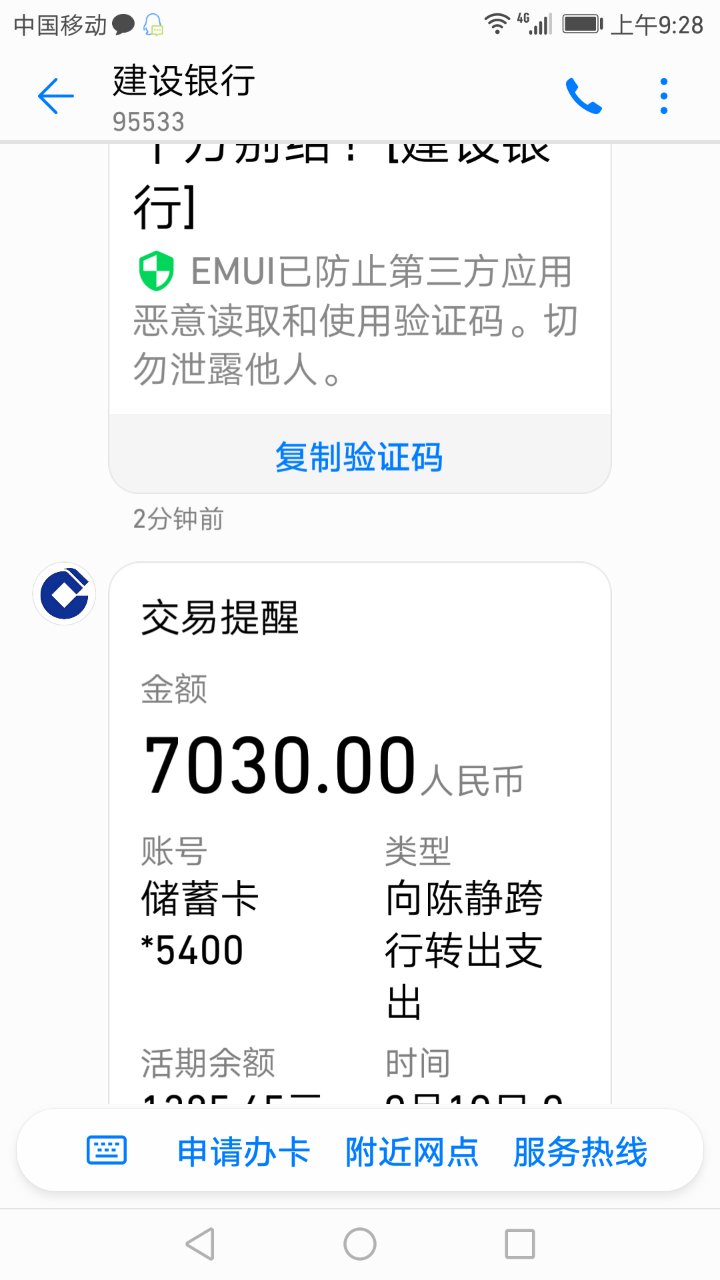 中国移动 4G 上午9:28
建设银行
95533
行]
EMUI已防止第三方应用
恶意读取和使用验证码。切
勿泄露他人。
复制验证码
2分钟前
交易提醒
金额
7030.00人民币
账号 类型
储蓄卡 向陈静跨
*5400 行转出支
出
活期余额 时间
申请办卡 附近网点 服务热线